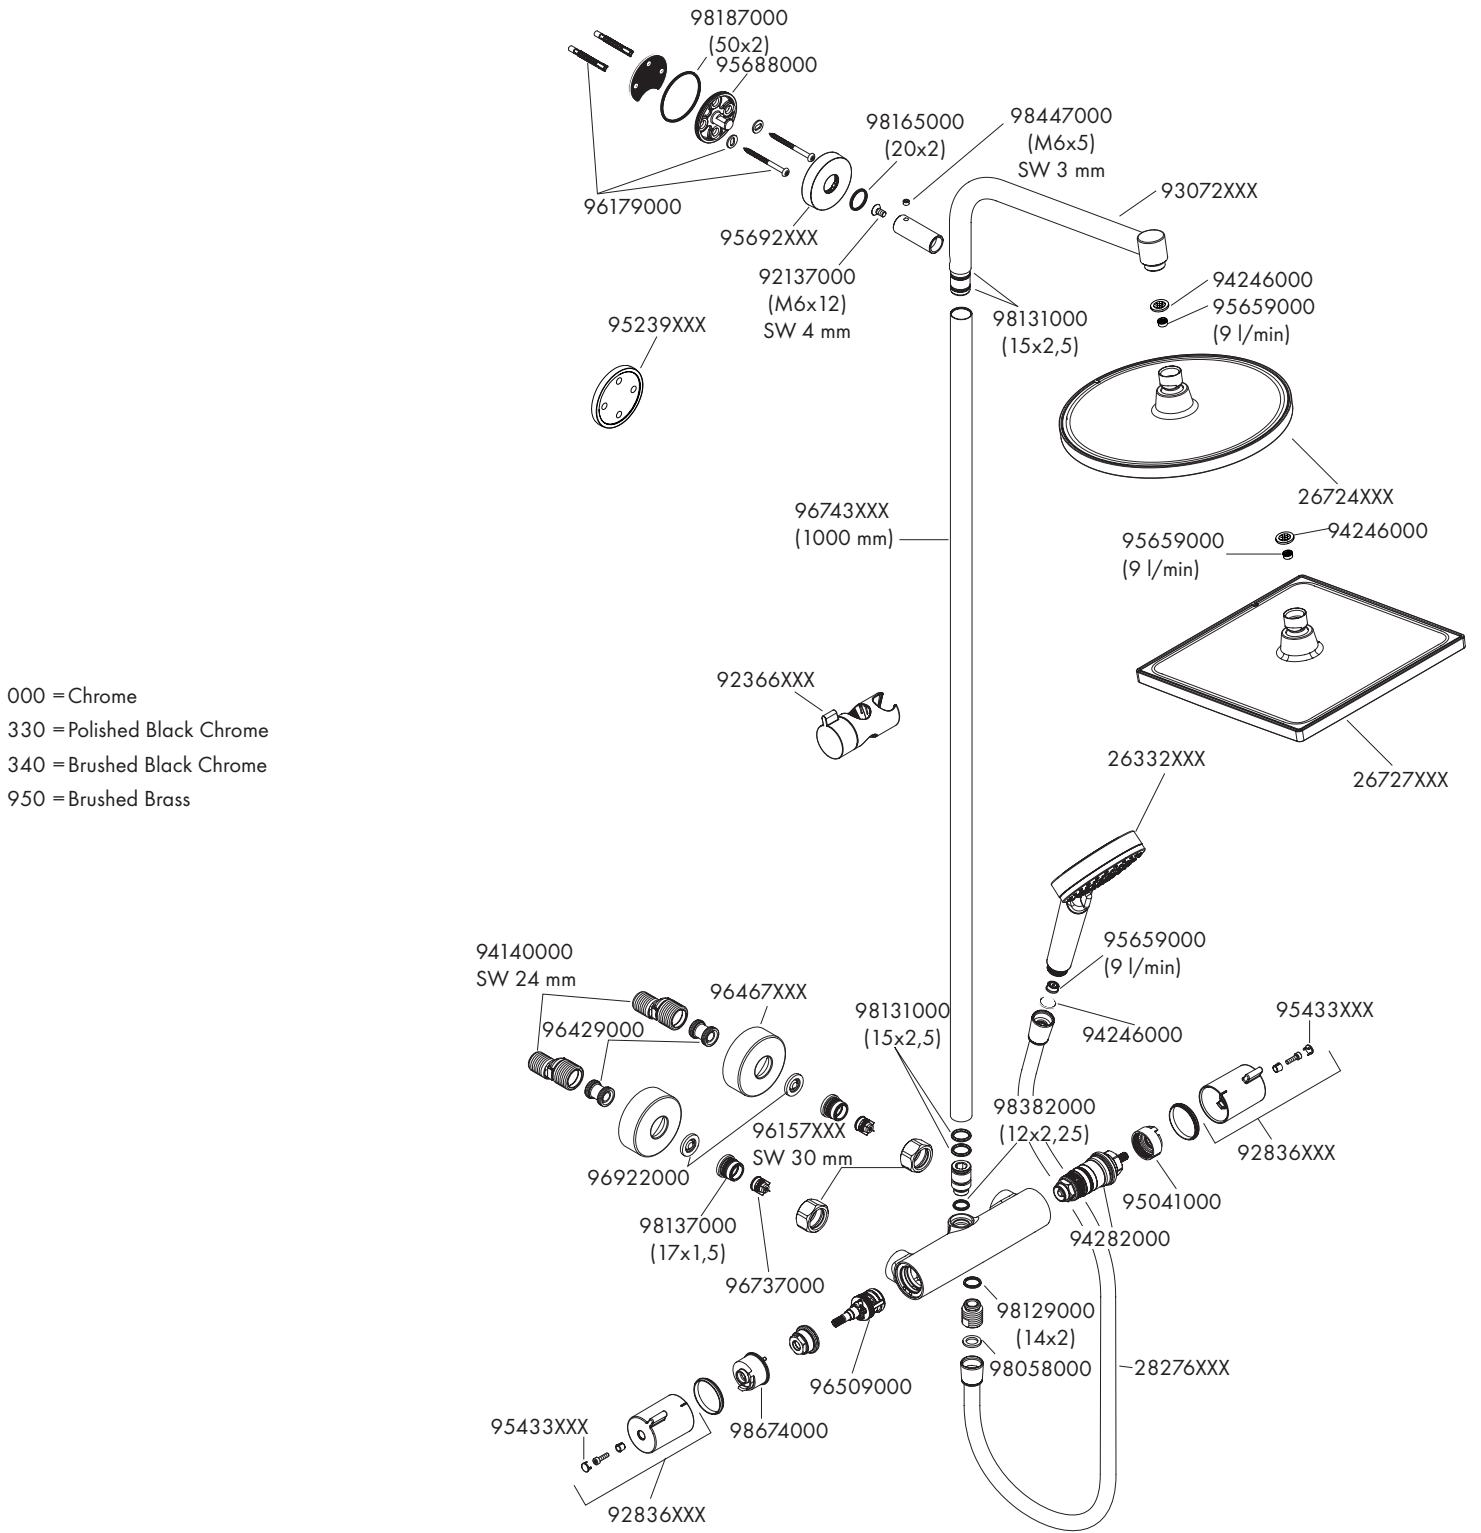 98187000
(50x2)
95688000
98165000
(20x2)
98447000
(M6x5)
SW 3 mm
93072XXX
96179000
95692XXX
92137000
(M6x12)
SW 4 mm
94246000
95659000
(9 l/min)
98131000
(15x2,5)
95239XXX
26724XXX
96743XXX
(1000 mm)
94246000
95659000
(9 l/min)
92366XXX
000 = Chrome
330 = Polished Black Chrome
340 = Brushed Black Chrome
950 = Brushed Brass
26332XXX
26727XXX
94140000
SW 24 mm
95659000
(9 l/min)
96467XXX
98131000
(15x2,5)
95433XXX
96429000
94246000
98382000
(12x2,25)
96157XXX
SW 30 mm
92836XXX
96922000
95041000
98137000
(17x1,5)
94282000
96737000
98129000
(14x2)
98058000
28276XXX
96509000
95433XXX
98674000
92836XXX